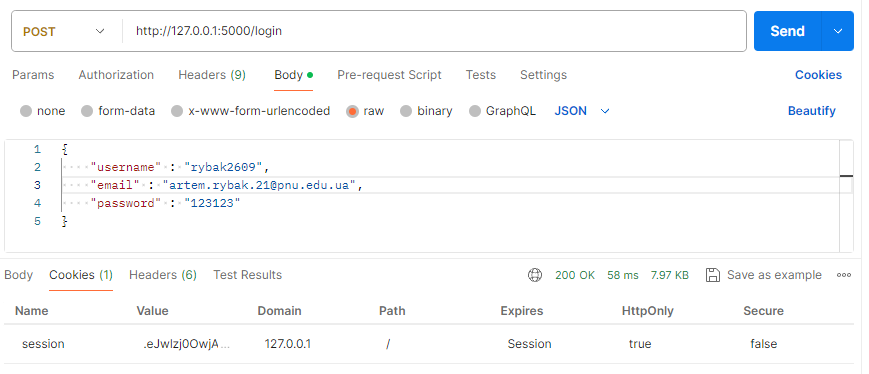 POST http://127.0.0.1:5000/login Send
Params Authorization Headers (9) Body Pre-request Script Tests Settings Cookies
none form-data x-www-form-urlencoded raw binary GraphQL JSON Beautify
1 {
2 "username" : "rybak2609",
3 "email" : "artem.rybak.21@pnu.edu.ua",
4 "password" : "123123"
5 }
Body Cookies (1) Headers (6) Test Results 200 OK 58 ms 7.97 KB Save as example
Name Value Domain Path Expires HttpOnly Secure
session .eJwlzj0OwjA... 127.0.0.1 / Session true false